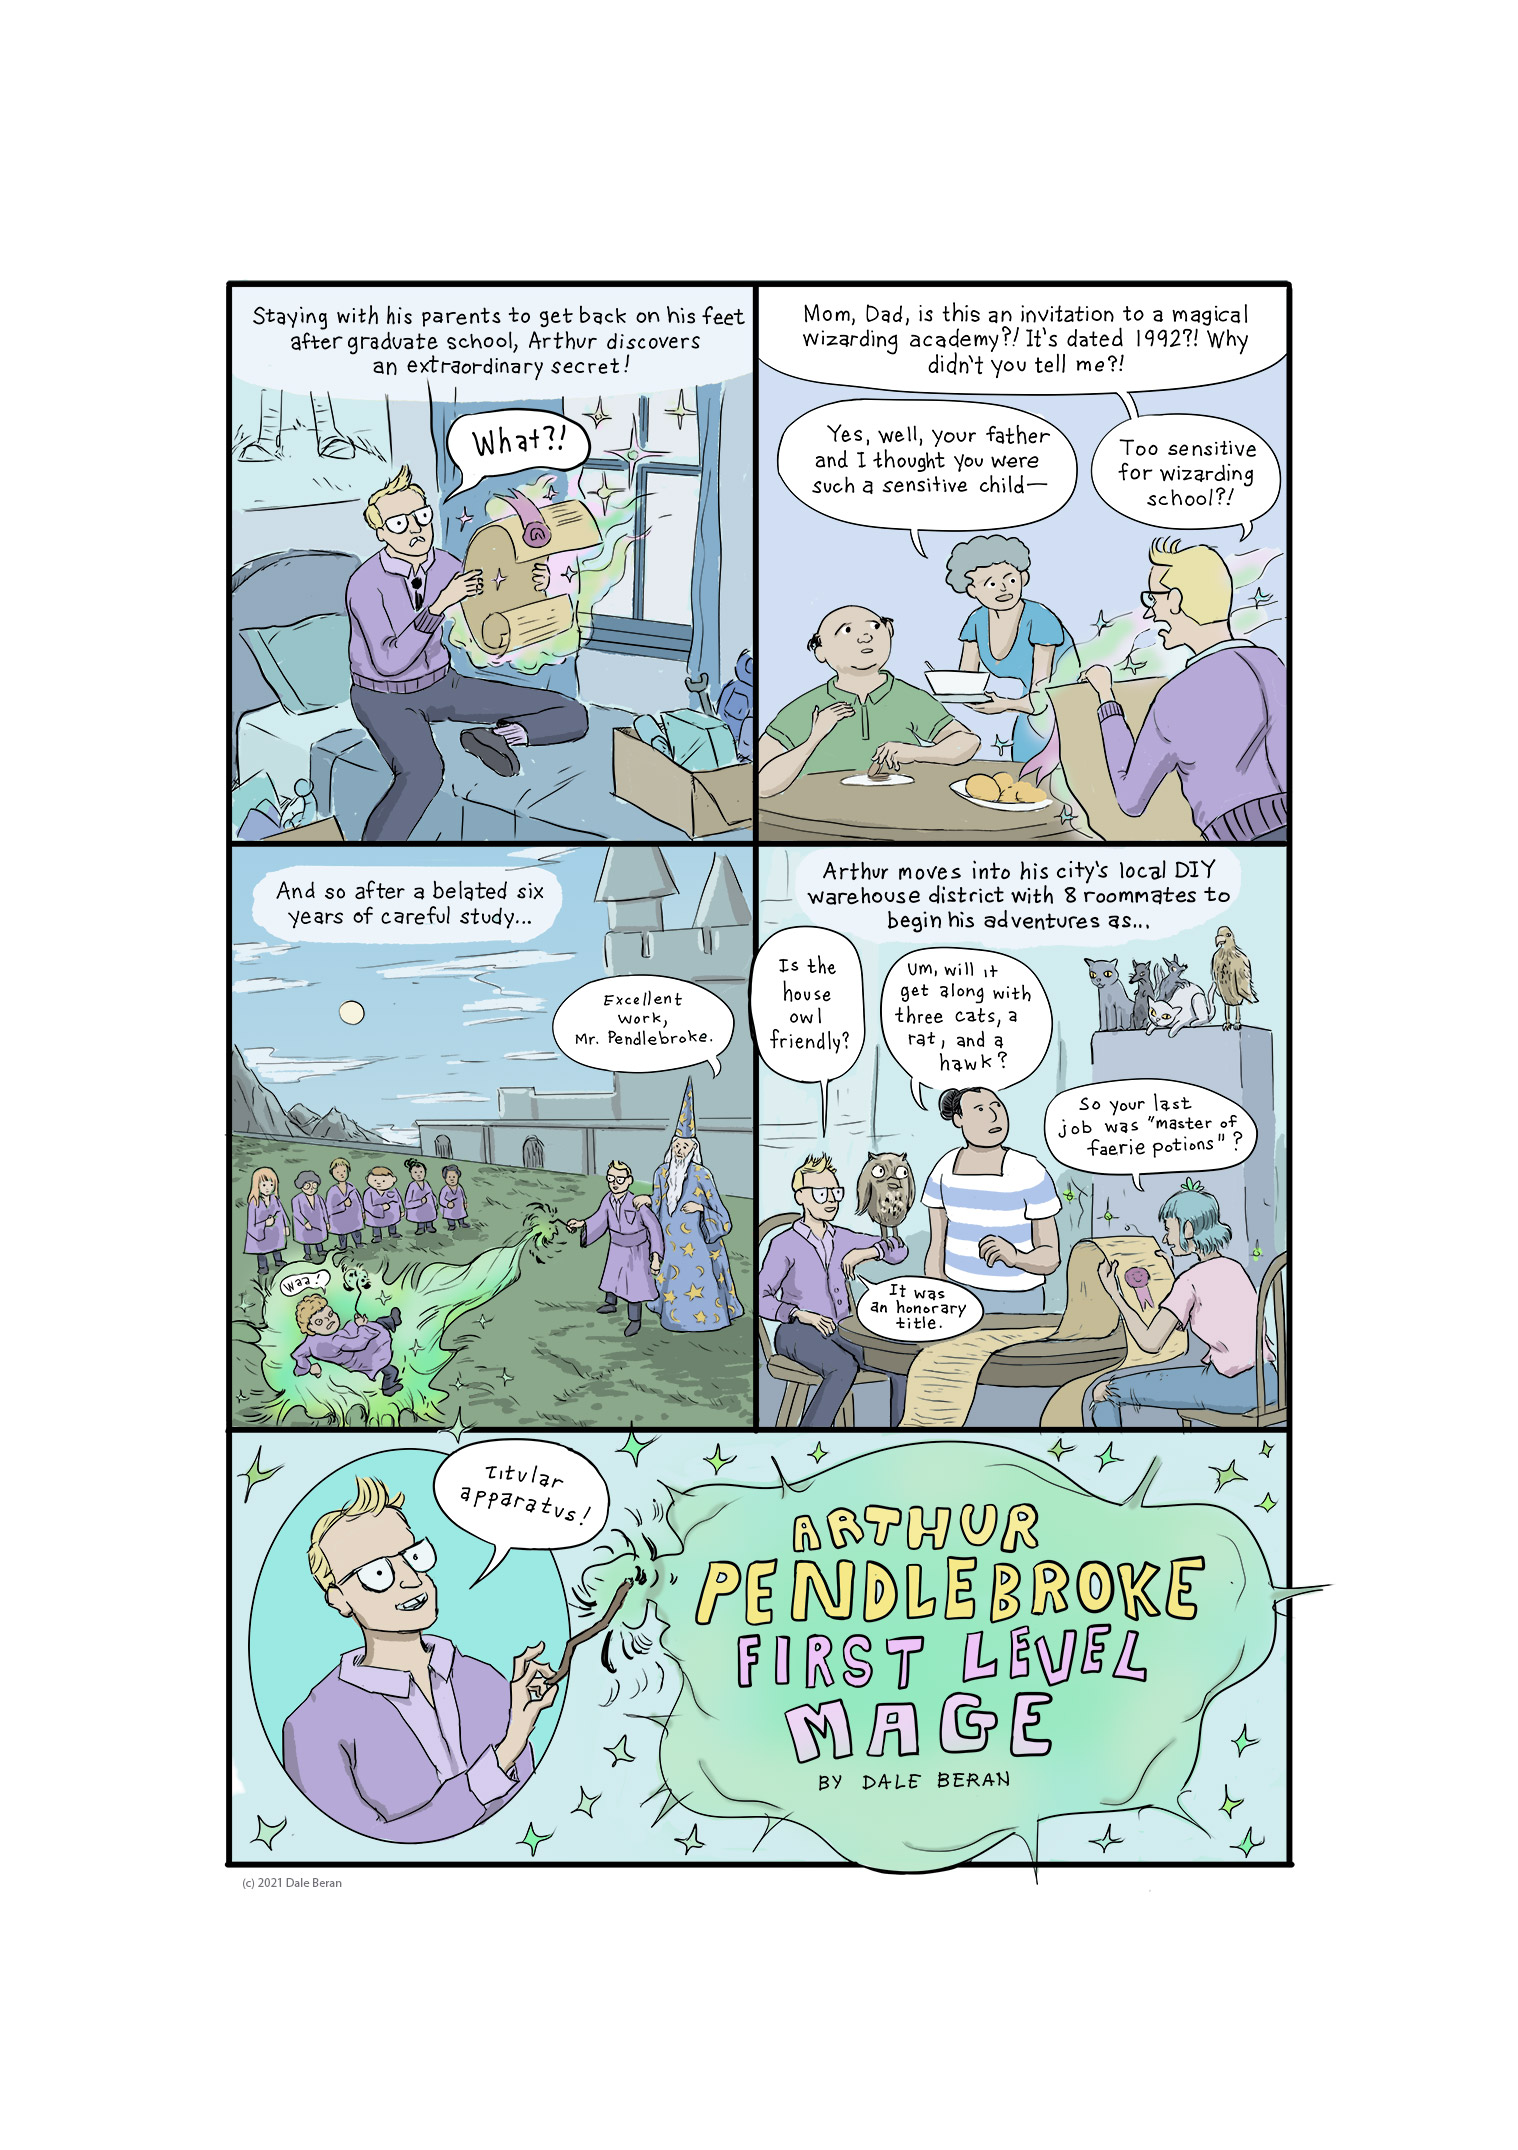 Staying with his parents to get back on his feet
after graduate school, Arthur discovers
an extraordinary secret!
What?!
Mom, Dad, is this an invitation to a magical
wizarding academy?! It's dated 1992?! Why
didn't you tell me?!
Yes, well, your father
and I thought you were
such a sensitive child—
Too sensitive
for wizarding
school?!
And so after a belated six
years of careful study...
Excellent
work,
Mr. Pendlebroke.
Waa!
Arthur moves into his city's local DIY
warehouse district with 8 roommates to
begin his adventures as...
Is the
house
owl
friendly?
Um, will it
get along with
three cats, a
rat, and a
hawk?
So your last
job was "master of
faerie potions"?
It was
an honorary
title.
Titular
apparatus!
ARTHUR
PENDLEBROKE
FIRST LEVEL
MAGE
BY DALE BERAN
(c) 2021 Dale Beran